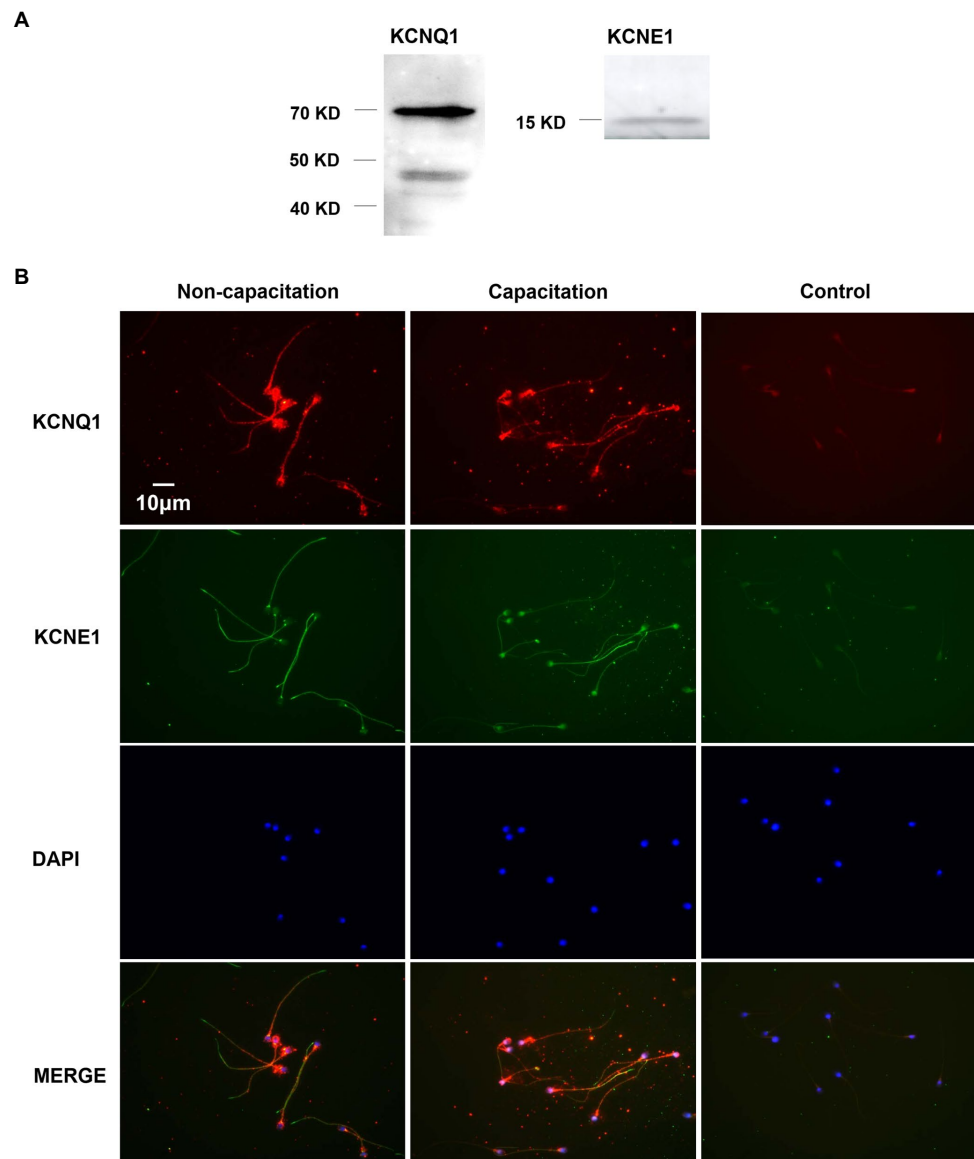 A
KCNQ1
KCNE1
70 KD
50 KD
40 KD
15 KD
B
Non-capacitation
Capacitation
Control
KCNQ1
10µm
KCNE1
DAPI
MERGE